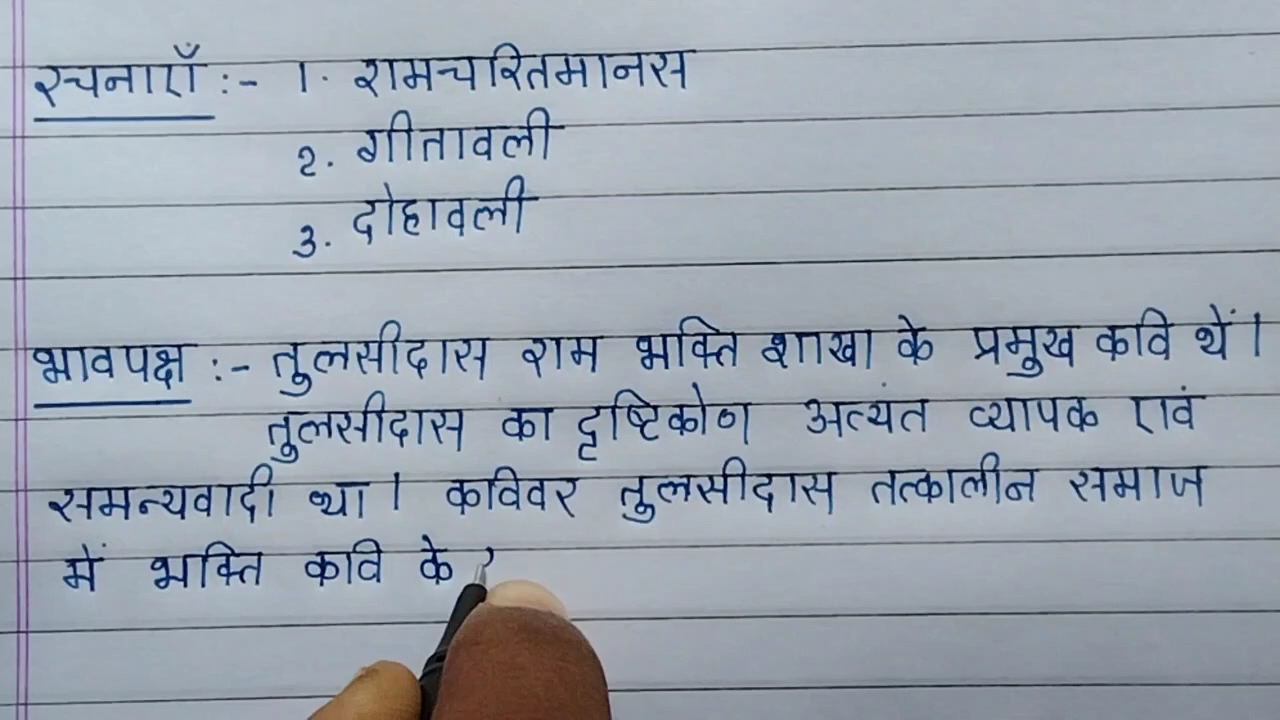 रचनाएँ :- 1. रामचरितमानस
2. गीतावली
3. दोहावली
भावपक्ष :- तुलसीदास राम भक्ति शाखा के प्रमुख कवि थें।
तुलसीदास का दृष्टिकोण अत्यंत व्यापक एवं
समन्यवादी था। कविवर तुलसीदास तत्कालीन समाज
में भक्ति कवि के